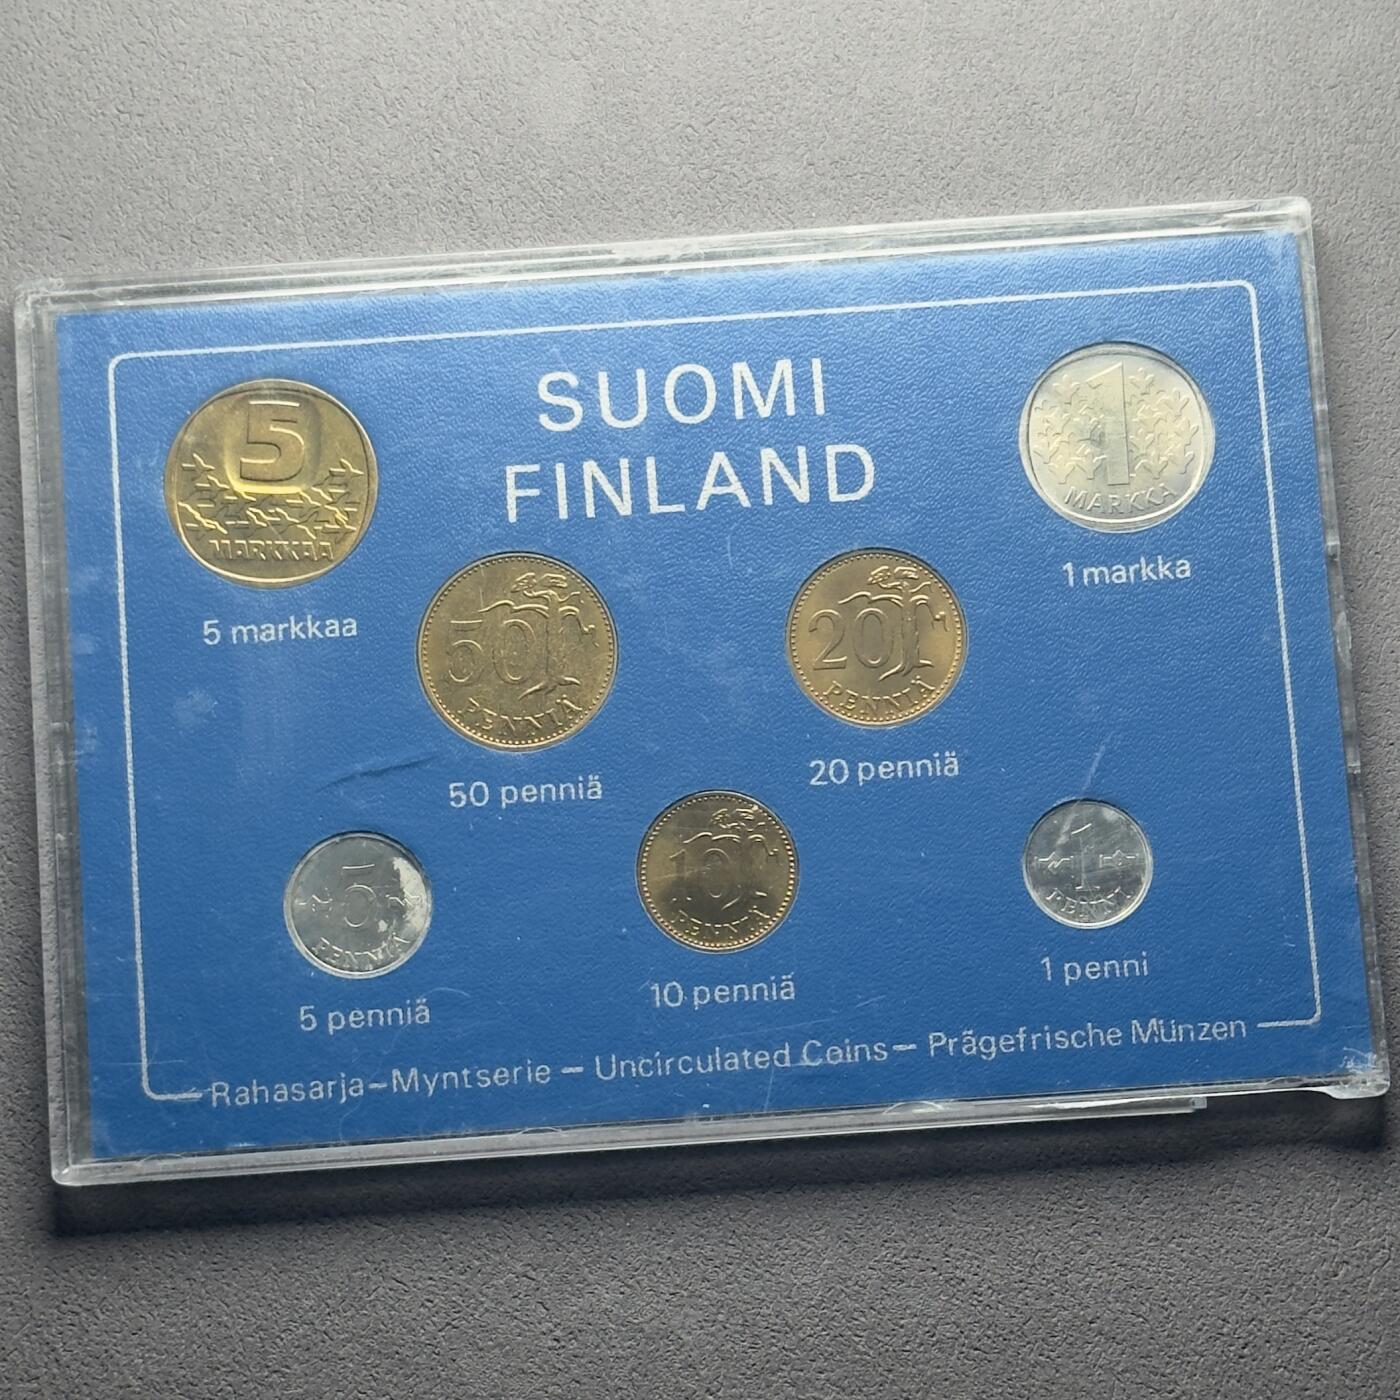 SUOMI
FINLAND
5
MARKKAA
5 markkaa
1
MARKKA
1 markka
50
PENNIÄ
50 penniä
20
PENNIÄ
20 penniä
5
PENNIÄ
5 penniä
10
PENNIÄ
10 penniä
1
PENNI
1 penni
Rahasarja-Myntserie - Uncirculated Coins - Prägefrische Münzen